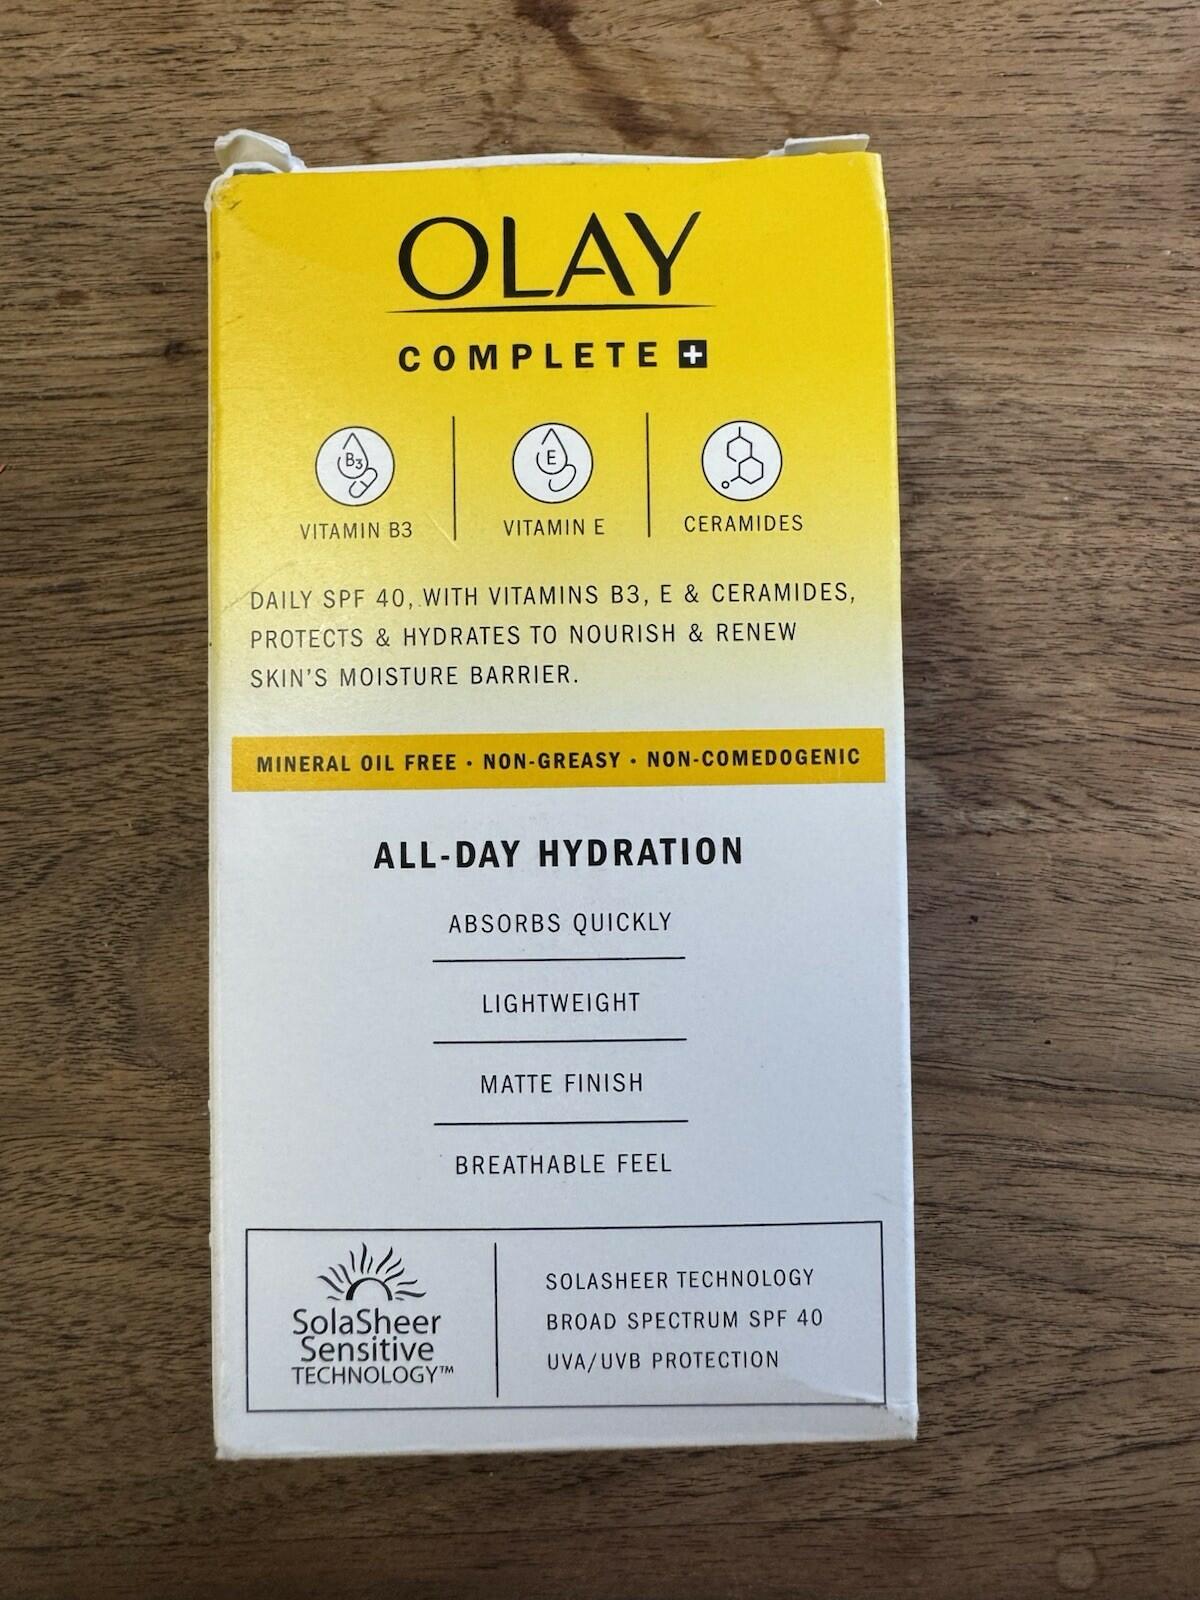 OLAY
COMPLETE +
B3
E
VITAMIN B3
VITAMIN E
CERAMIDES
DAILY SPF 40, WITH VITAMINS B3, E & CERAMIDES,
PROTECTS & HYDRATES TO NOURISH & RENEW
SKIN'S MOISTURE BARRIER.
MINERAL OIL FREE • NON-GREASY • NON-COMEDOGENIC
ALL-DAY HYDRATION
ABSORBS QUICKLY
LIGHTWEIGHT
MATTE FINISH
BREATHABLE FEEL
SolaSheer
Sensitive
TECHNOLOGY™
SOLASHEER TECHNOLOGY
BROAD SPECTRUM SPF 40
UVA/UVB PROTECTION